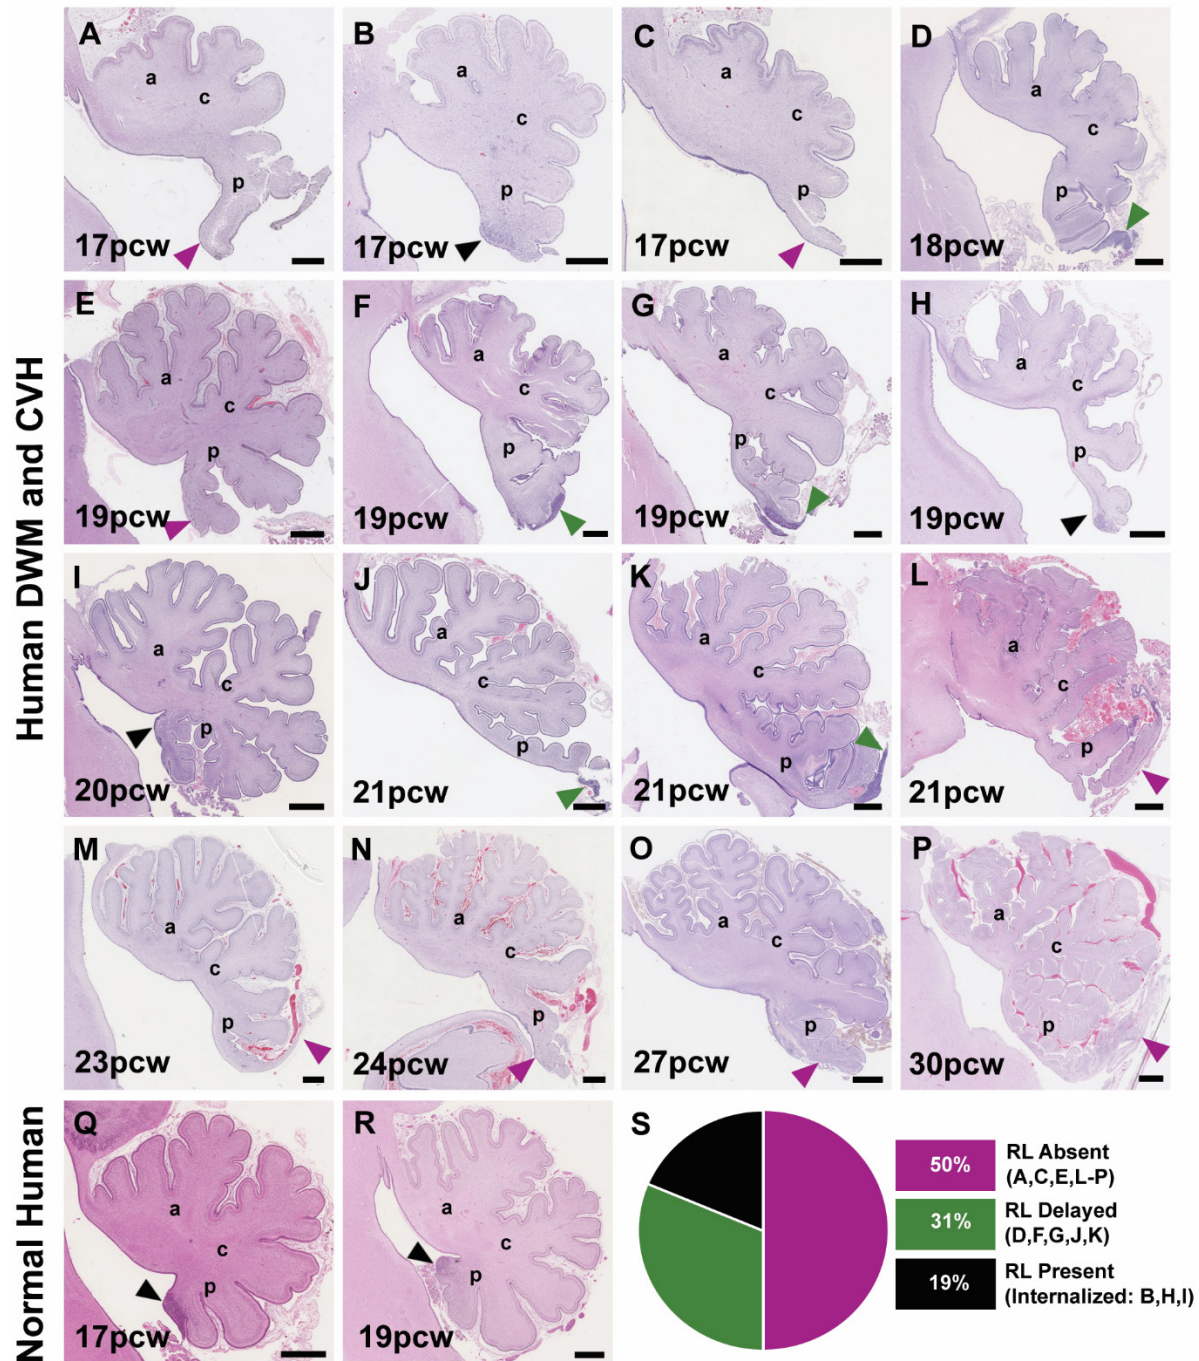 Human DWM and CVH
A
a
c
p
17pcw
B
a
c
p
17pcw
C
a
c
p
17pcw
D
a
c
p
18pcw
E
a
c
p
19pcw
F
a
c
p
19pcw
G
a
c
p
19pcw
H
a
c
p
19pcw
I
a
c
p
20pcw
J
a
c
p
21pcw
K
a
c
p
21pcw
L
a
c
p
21pcw
M
a
c
p
23pcw
N
a
c
p
24pcw
O
a
c
p
27pcw
P
a
c
p
30pcw
Normal Human
Q
a
c
p
17pcw
R
a
c
p
19pcw
S
50%
RL Absent
(A,C,E,L-P)
31%
RL Delayed
(D,F,G,J,K)
19%
RL Present
(Internalized: B,H,I)